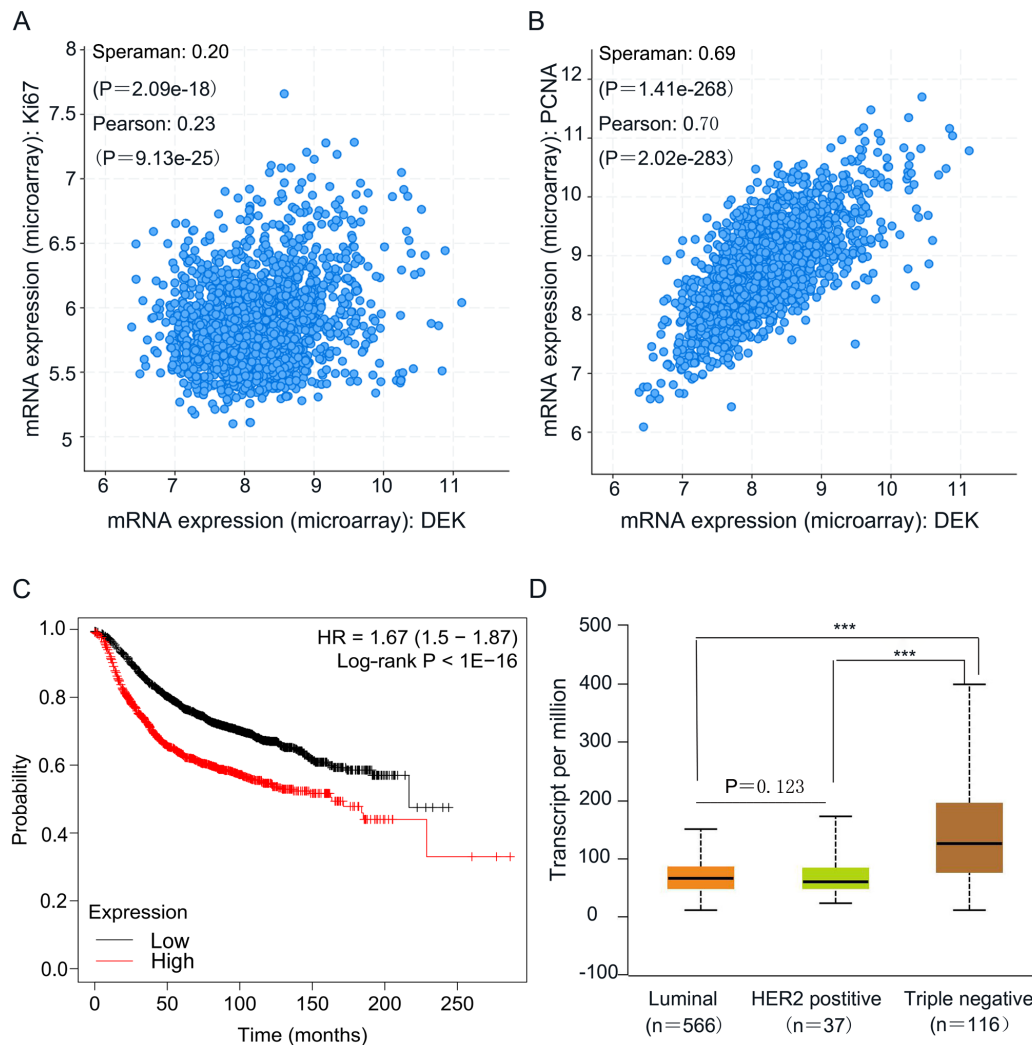 A
Speraman: 0.20
(P=2.09e-18)
Pearson: 0.23
(P=9.13e-25)
mRNA expression (microarray): Ki67
8
7.5
7
6.5
6
5.5
5
6 7 8 9 10 11
mRNA expression (microarray): DEK
B
Speraman: 0.69
(P=1.41e-268)
Pearson: 0.70
(P=2.02e-283)
mRNA expression (microarray): PCNA
12
11
10
9
8
7
6
6 7 8 9 10 11
mRNA expression (microarray): DEK
C
HR = 1.67 (1.5 − 1.87)
Log-rank P < 1E−16
Probability
1.0
0.8
0.6
0.4
0.2
0.0
Expression
Low
High
0 50 100 150 200 250
Time (months)
D
Transcript per million
500
400
300
200
100
0
-100
***
***
P=0.123
Luminal
(n=566)
HER2 postitive
(n=37)
Triple negative
(n=116)